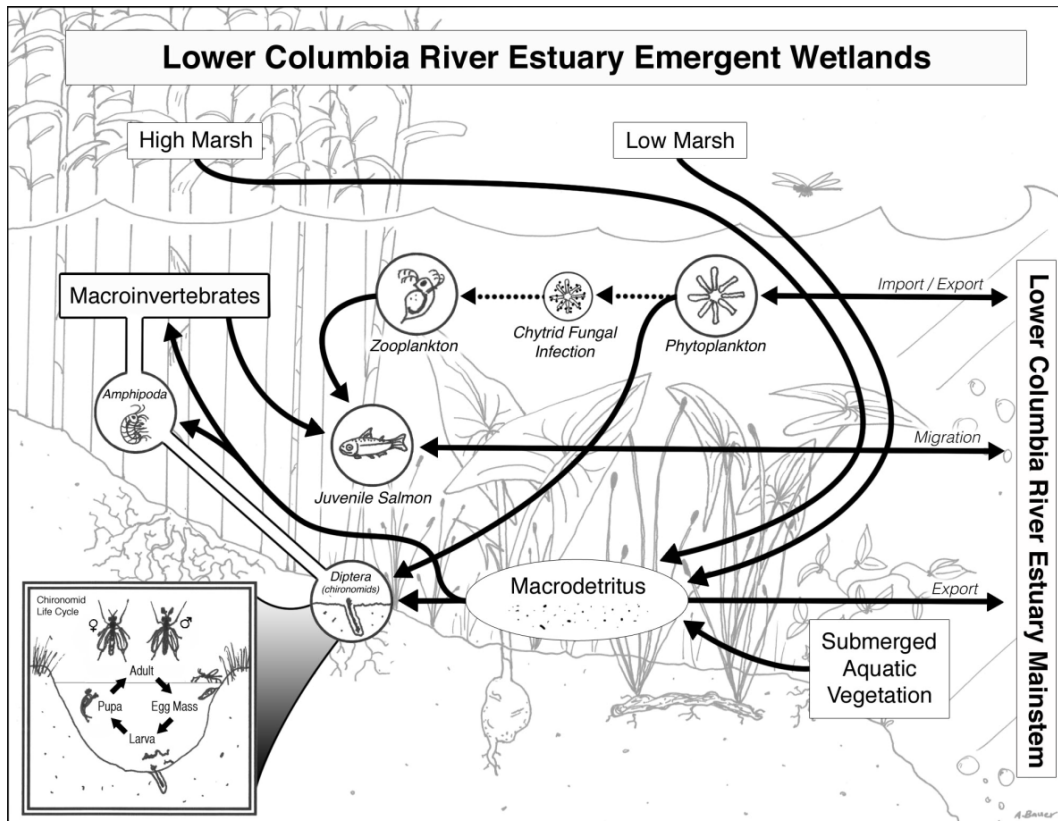 Lower Columbia River Estuary Emergent Wetlands
High Marsh
Low Marsh
Macroinvertebrates
Import / Export
Zooplankton
Chytrid Fungal
Infection
Phytoplankton
Amphipoda
Migration
Juvenile Salmon
Diptera
(chironomids)
Macrodetritus
Export
Submerged
Aquatic
Vegetation
Lower Columbia River Estuary Mainstem
Chironomid
Life Cycle
♀
♂
Adult
Pupa
Egg Mass
Larva
A.Bauer